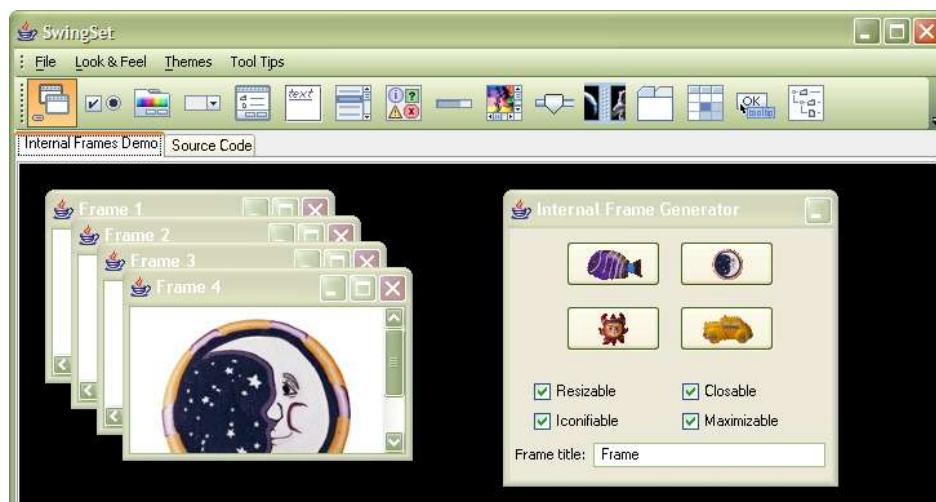 SwingSet
File Look & Feel Themes Tool Tips
text
OK
tooltip
Internal Frames Demo Source Code
Frame 1
Frame 2
Frame 3
Frame 4
Internal Frame Generator
Resizable Closable
Iconifiable Maximizable
Frame title: Frame